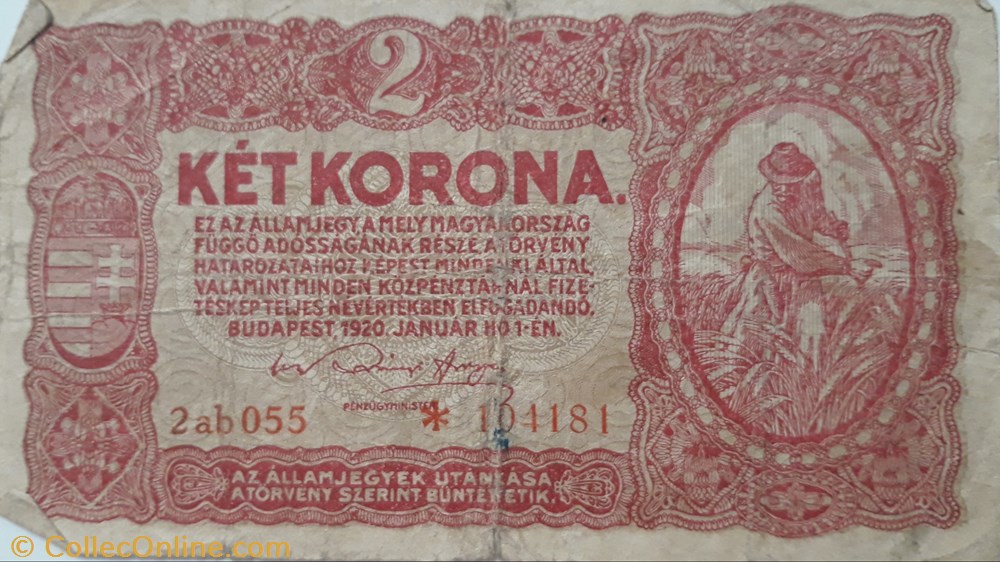 2
KÉT KORONA.
EZ AZ ÁLLAMJEGY, AMELY MAGYARORSZÁG
FÜGGŐ ADÓSSÁGÁNAK RÉSZE A TÖRVÉNY
HATÁROZATAIHOZ KÉPEST MINDENKI ÁLTAL,
VALAMINT MINDEN KÖZPÉNZTÁRNÁL FIZE-
TÉSKÉP TELJES NÉVÉRTÉKBEN ELFOGADANDÓ.
BUDAPEST, 1920. JANUÁR HÓ 1-ÉN.
PÉNZÜGYMINISTER
2ab055 * 104181
AZ ÁLLAMJEGYEK UTÁNZÁSA
A TÖRVÉNY SZERINT BÜNTETTETIK.
© CollecOnline.com